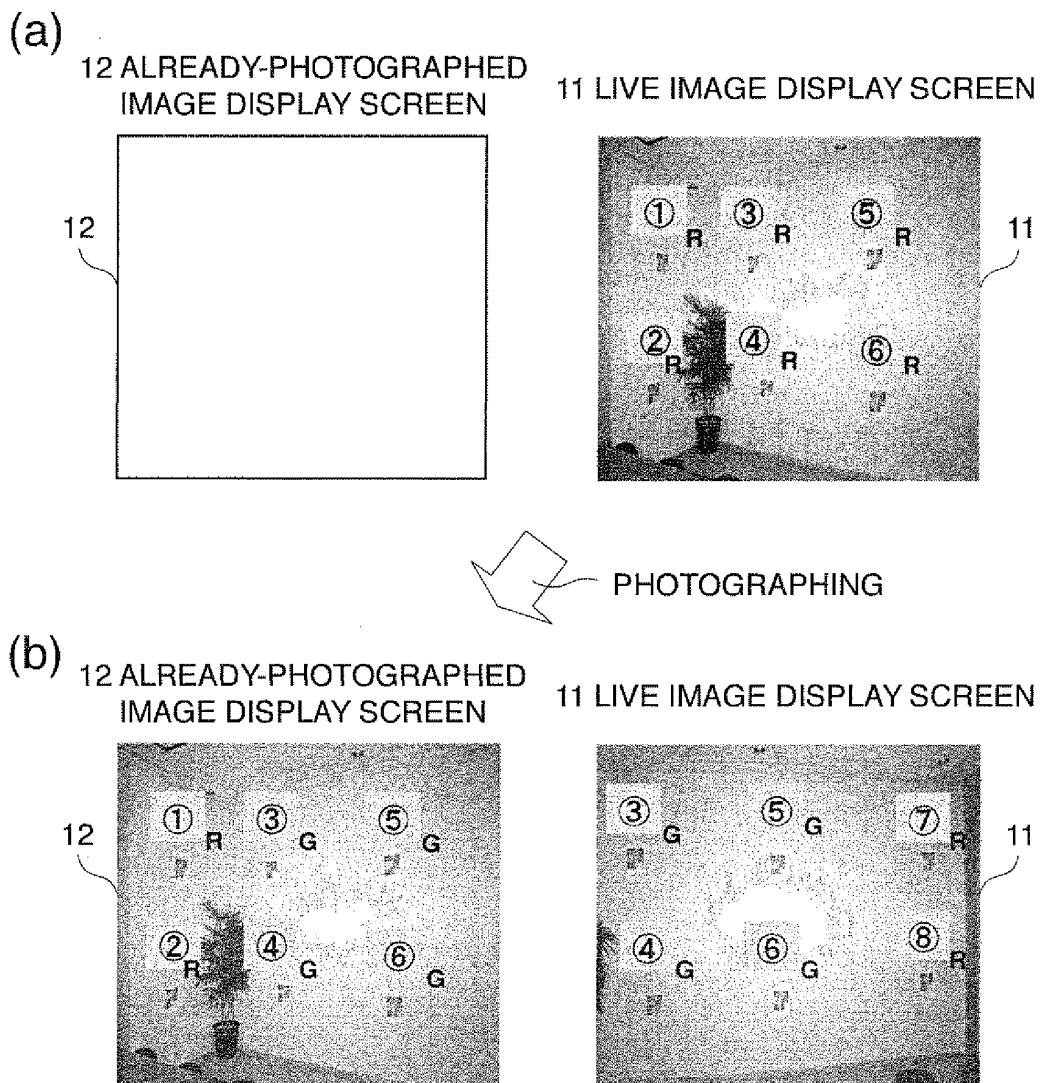 (a)
12 ALREADY-PHOTOGRAPHED
IMAGE DISPLAY SCREEN
11 LIVE IMAGE DISPLAY SCREEN
12
① R ③ R ⑤ R
11
② R ④ R ⑥ R
PHOTOGRAPHING
(b)
12 ALREADY-PHOTOGRAPHED
IMAGE DISPLAY SCREEN
11 LIVE IMAGE DISPLAY SCREEN
12
① R ③ G ⑤ G
② R ④ G ⑥ G
③ G ⑤ G ⑦ R
11
④ G ⑥ G ⑧ R